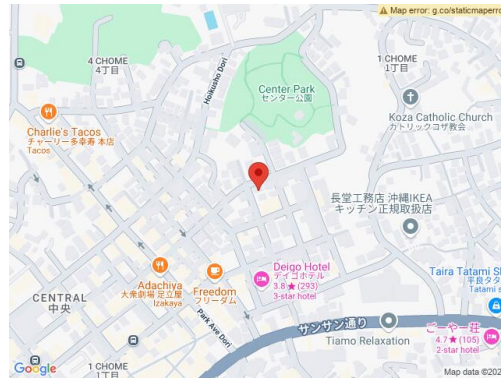 Map error: g.co/staticmaperro
4 CHOME
4丁目
Hoikusho Dori
1 CHOME
1丁目
Center Park
センター公園
Koza Catholic Church
カトリックコザ教会
Charlie's Tacos
チャーリー多幸寿 本店
Tacos
長堂工務店 沖縄IKEA
キッチン正規取扱店
Deigo Hotel
デイゴホテル
3.8★(293)
3-star hotel
Adachiya
大衆劇場 足立屋
Izakaya
Freedom
フリーダム
Taira Tatami S
平良タタ
Tatami s
CENTRAL
中央
Park Ave Dori
サンサン通り
Tiamo Relaxation
ごーやー荘
4.7★(105)
2-star hotel
1 CHOME
1丁目
Google
Map data ©202